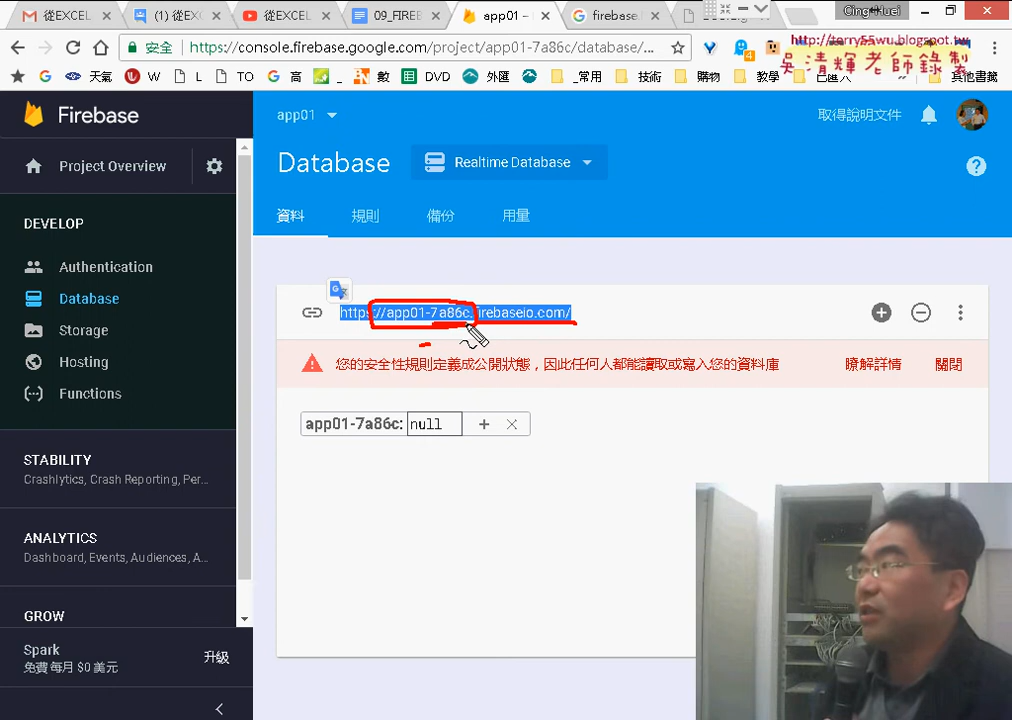 從EXCEL
(1) 從EX
從EXCEL
09_FIREB
app01 –
firebase
Cing-Huei
安全
https://console.firebase.google.com/project/app01-7a86c/database/...
http://terry55wu.blogspot.tw
吳清輝老師錄製
天氣
W
L
TO
高
_
數
DVD
外匯
_常用
技術
購物
教學
其他書籤
Firebase
app01
取得說明文件
Project Overview
Database
Realtime Database
資料
規則
備份
用量
DEVELOP
Authentication
Database
Storage
Hosting
Functions
https://app01-7a86c.firebaseio.com/
您的安全性規則定義成公開狀態，因此任何人都能讀取或寫入您的資料庫
瞭解詳情
關閉
app01-7a86c: null
STABILITY
Crashlytics, Crash Reporting, Per...
ANALYTICS
Dashboard, Events, Audiences, A...
GROW
Spark
免費 每月 $0 美元
升級